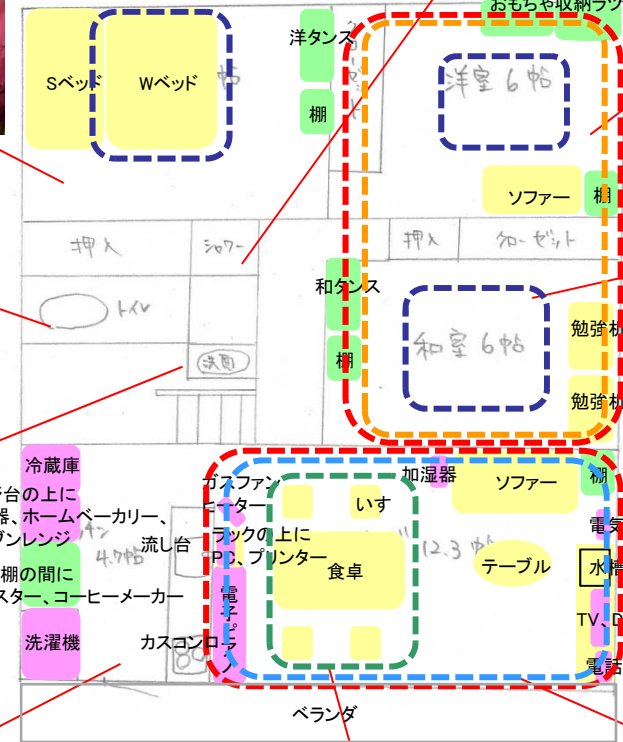 おもちゃ収納ラツ
洋タンス
Sベッド
Wベッド
帖
洋室6帖
棚
ソファー
棚
押入
シャワー
押入
クローゼット
和タンス
トイレ
勉強机
和室6帖
棚
洗面
勉強机
冷蔵庫
ガスファン
ヒーター
加湿器
ソファー
棚
台の上に
器、ホームベーカリー、
ブンレンジ
いす
ラックの上に
PC、プリンター
電気
流し台
4.7帖
12.3帖
食卓
テーブル
水槽
棚の間に
スター、コーヒーメーカー
電子ピアノ
TV、D
洗濯機
カスコンロ
電話
ベランダ